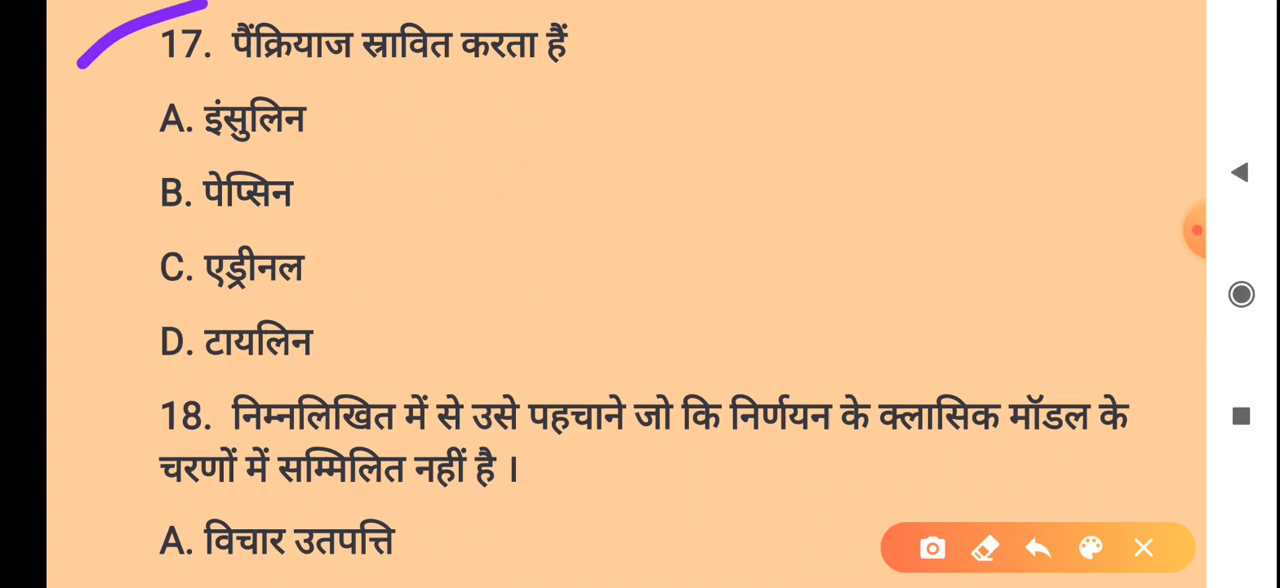 17. पैंक्रियाज स्रावित करता हैं
A. इंसुलिन
B. पेप्सिन
C. एड्रीनल
D. टायलिन
18. निम्नलिखित में से उसे पहचाने जो कि निर्णयन के क्लासिक मॉडल के
चरणों में सम्मिलित नहीं है ।
A. विचार उतपत्ति